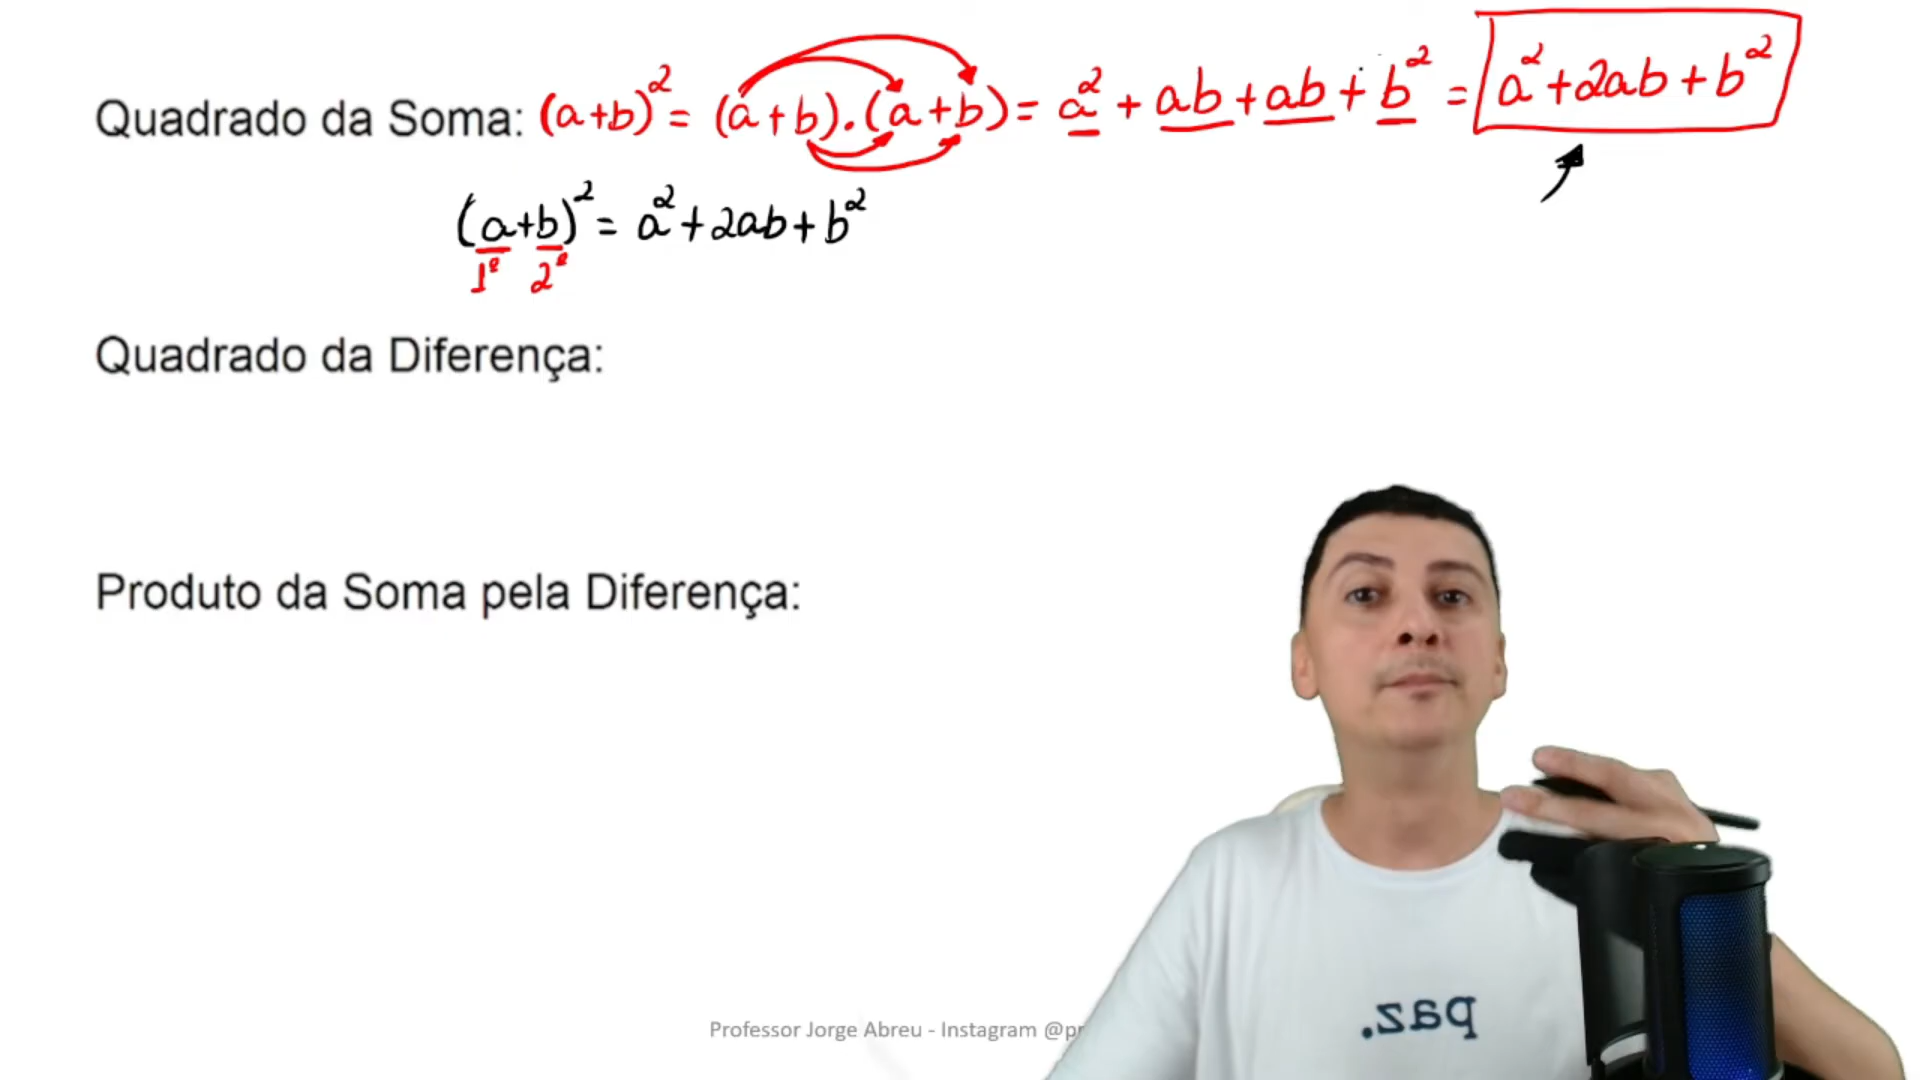 Quadrado da Soma: (a+b)² = (a+b).(a+b) = a² + ab + ab + b² = a² + 2ab + b²
(a+b)² = a² + 2ab + b²
1º 2º
Quadrado da Diferença:
Produto da Soma pela Diferença:
Professor Jorge Abreu - Instagram @pr
paz.